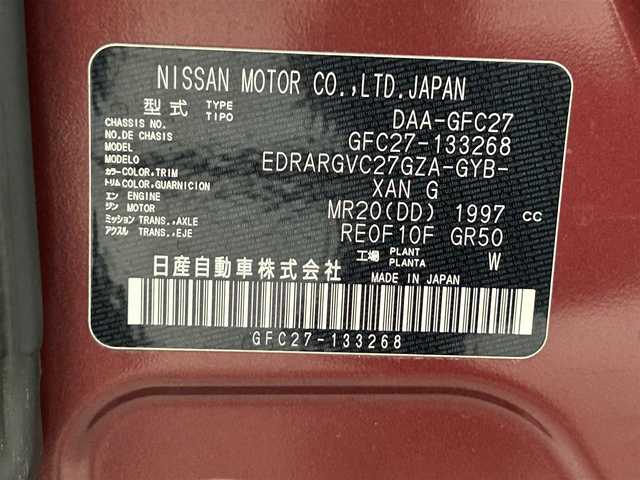 NISSAN MOTOR CO.,LTD.JAPAN
型式 TYPE TIPO DAA-GFC27
CHASSIS NO.
NO.DE CHASSIS GFC27-133268
MODEL
MODELO EDRARGVC27GZA-GYB-
カラー COLOR,TRIM
トリム COLOR,GUARNICION XAN G
エン ENGINE
ジン MOTOR MR20(DD) 1997 cc
ミッション TRANS.,AXLE
アクスル TRANS.,EJE RE0F10F GR50
工場 PLANT PLANTA W
日産自動車株式会社 MADE IN JAPAN
GFC27-133268